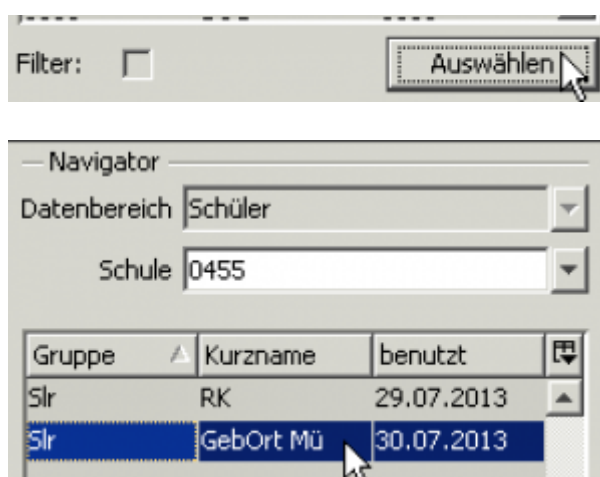 Filter: Auswählen
Navigator
Datenbereich Schüler
Schule 0455
Gruppe Kurzname benutzt
Slr RK 29.07.2013
Slr GebOrt Mü 30.07.2013